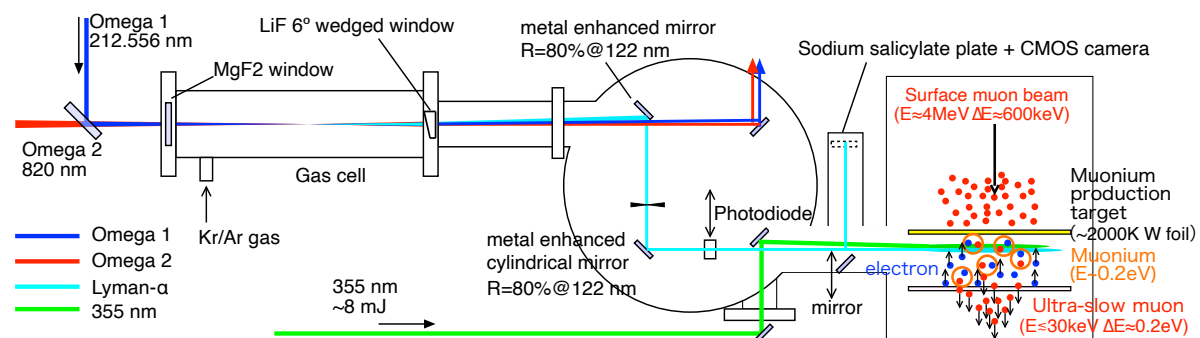 Omega 1
212.556 nm
LiF 6º wedged window
MgF2 window
metal enhanced mirror
R=80%@122 nm
Sodium salicylate plate + CMOS camera
Surface muon beam
(E≈4MeV ΔE≈600keV)
Omega 2
820 nm
Gas cell
Kr/Ar gas
Omega 1
Omega 2
Lyman-α
355 nm
355 nm
~8 mJ
metal enhanced
cylindrical mirror
R=80%@122 nm
Photodiode
mirror
electron
Muonium
production
target
(~2000K W foil)
Muonium
(E~0.2eV)
Ultra-slow muon
(E≤30keV ΔE≈0.2eV)